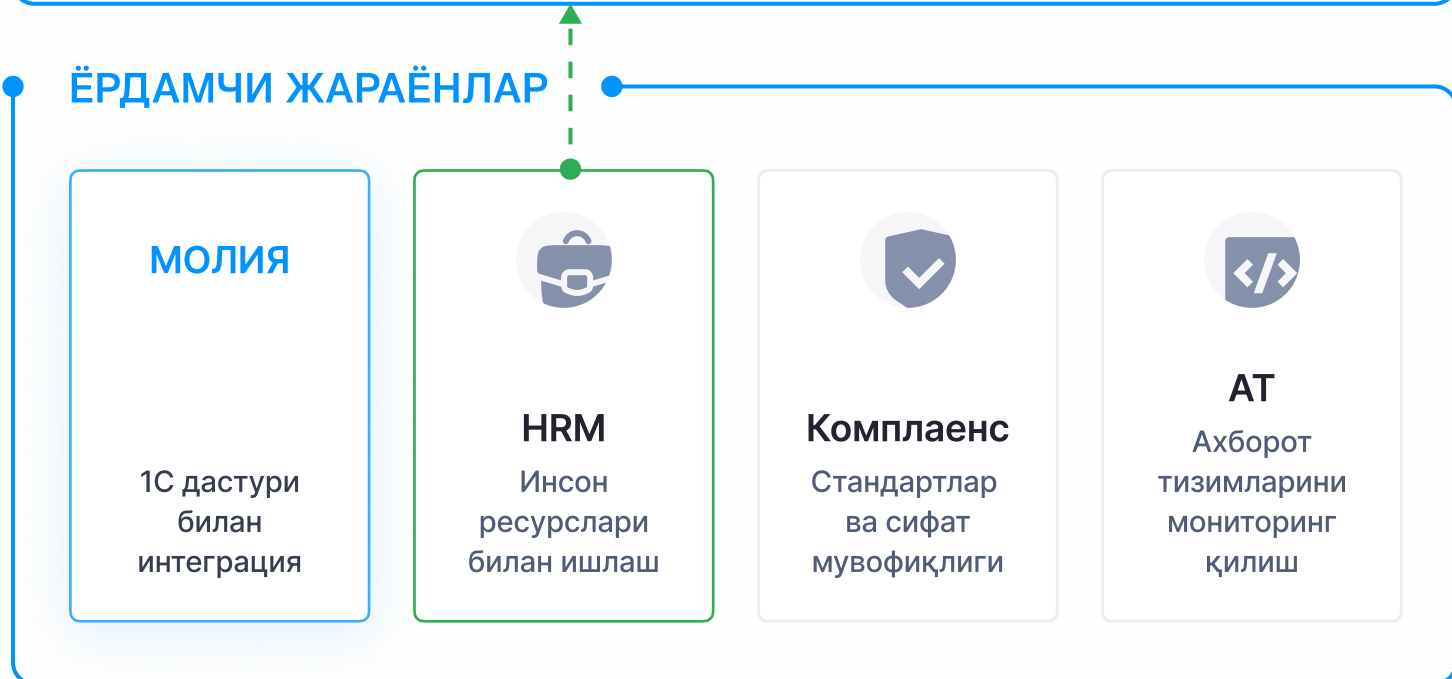 ЁРДАМЧИ ЖАРАЁНЛАР
МОЛИЯ
1С дастури
билан
интеграция
HRM
Инсон
ресурслари
билан ишлаш
Комплаенс
Стандартлар
ва сифат
мувофиқлиги
АТ
Ахборот
тизимларини
мониторинг
қилиш